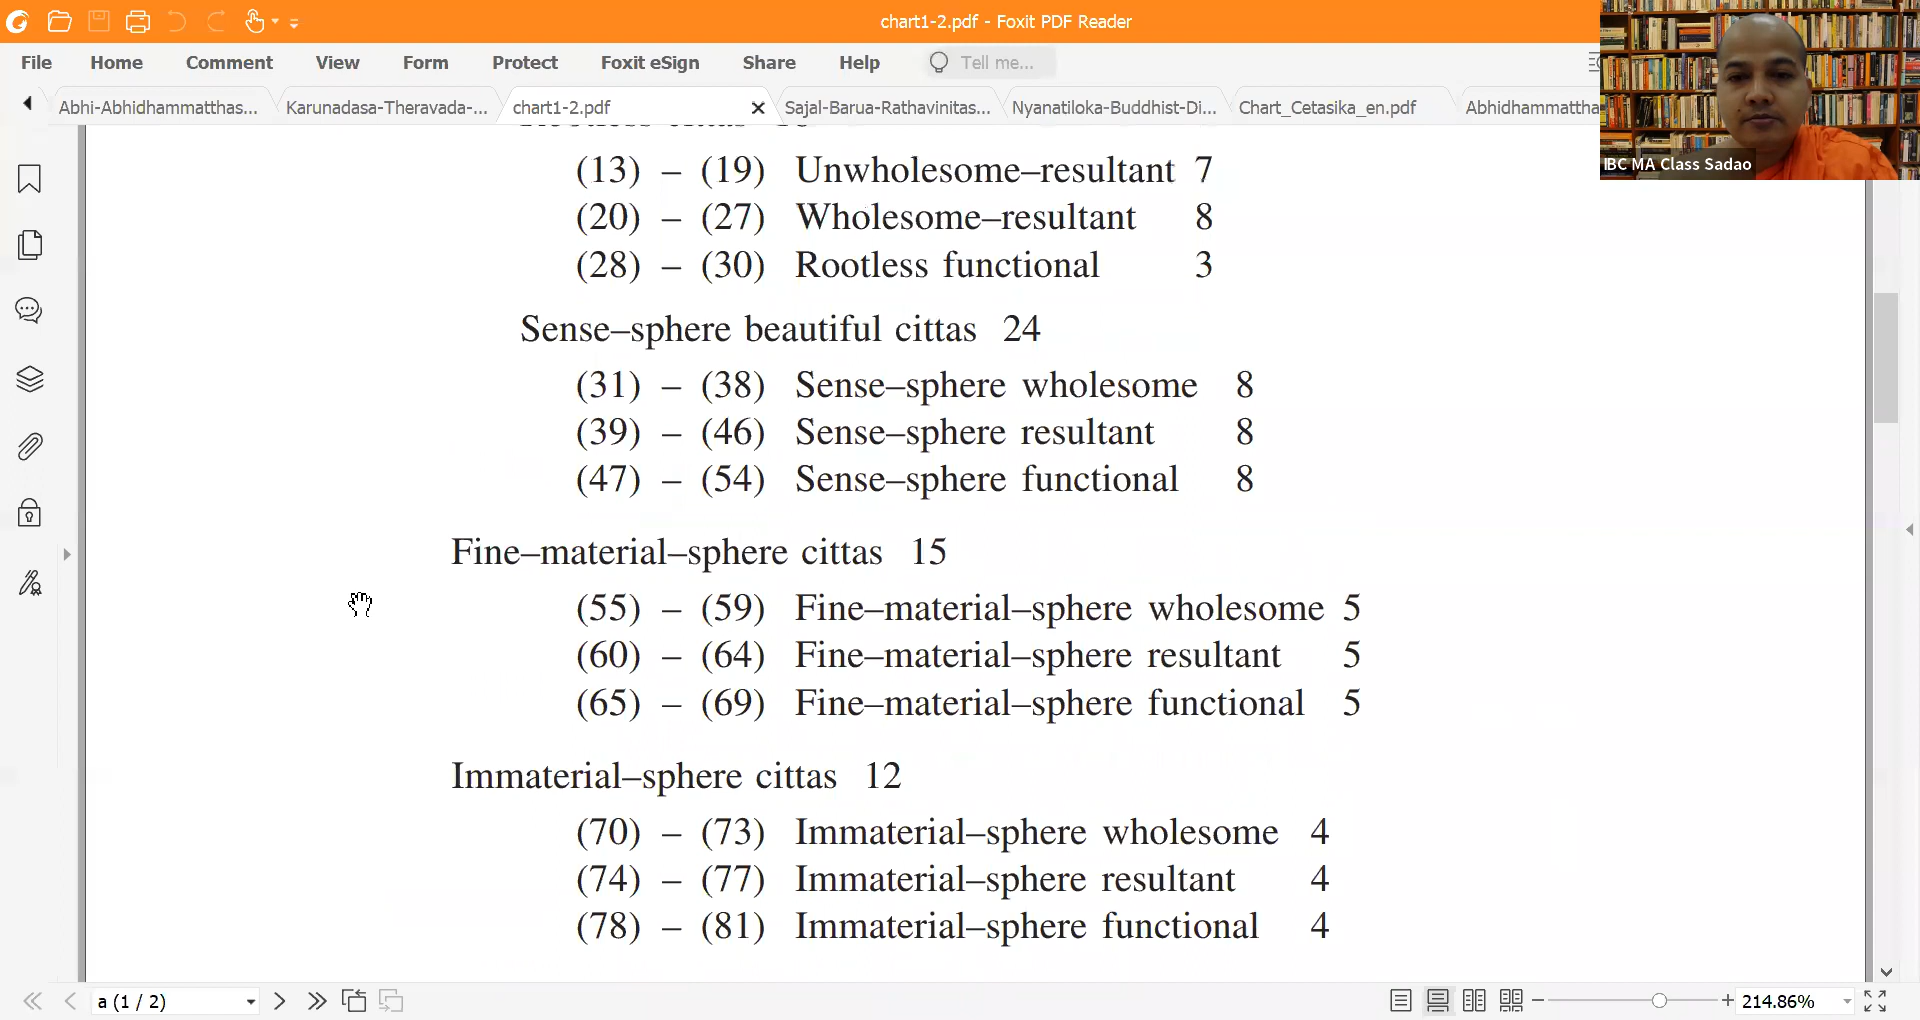 chart1-2.pdf - Foxit PDF Reader
File Home Comment View Form Protect Foxit eSign Share Help Tell me...
Abhi-Abhidhammatthas... Karunadasa-Theravada-... chart1-2.pdf Sajal-Barua-Rathavinitas... Nyanatiloka-Buddhist-Di... Chart_Cetasika_en.pdf Abhidhammattha
IBC MA Class Sadao
(13) – (19) Unwholesome–resultant 7
(20) – (27) Wholesome–resultant 8
(28) – (30) Rootless functional 3
Sense–sphere beautiful cittas 24
(31) – (38) Sense–sphere wholesome 8
(39) – (46) Sense–sphere resultant 8
(47) – (54) Sense–sphere functional 8
Fine–material–sphere cittas 15
(55) – (59) Fine–material–sphere wholesome 5
(60) – (64) Fine–material–sphere resultant 5
(65) – (69) Fine–material–sphere functional 5
Immaterial–sphere cittas 12
(70) – (73) Immaterial–sphere wholesome 4
(74) – (77) Immaterial–sphere resultant 4
(78) – (81) Immaterial–sphere functional 4
a (1 / 2)
214.86%